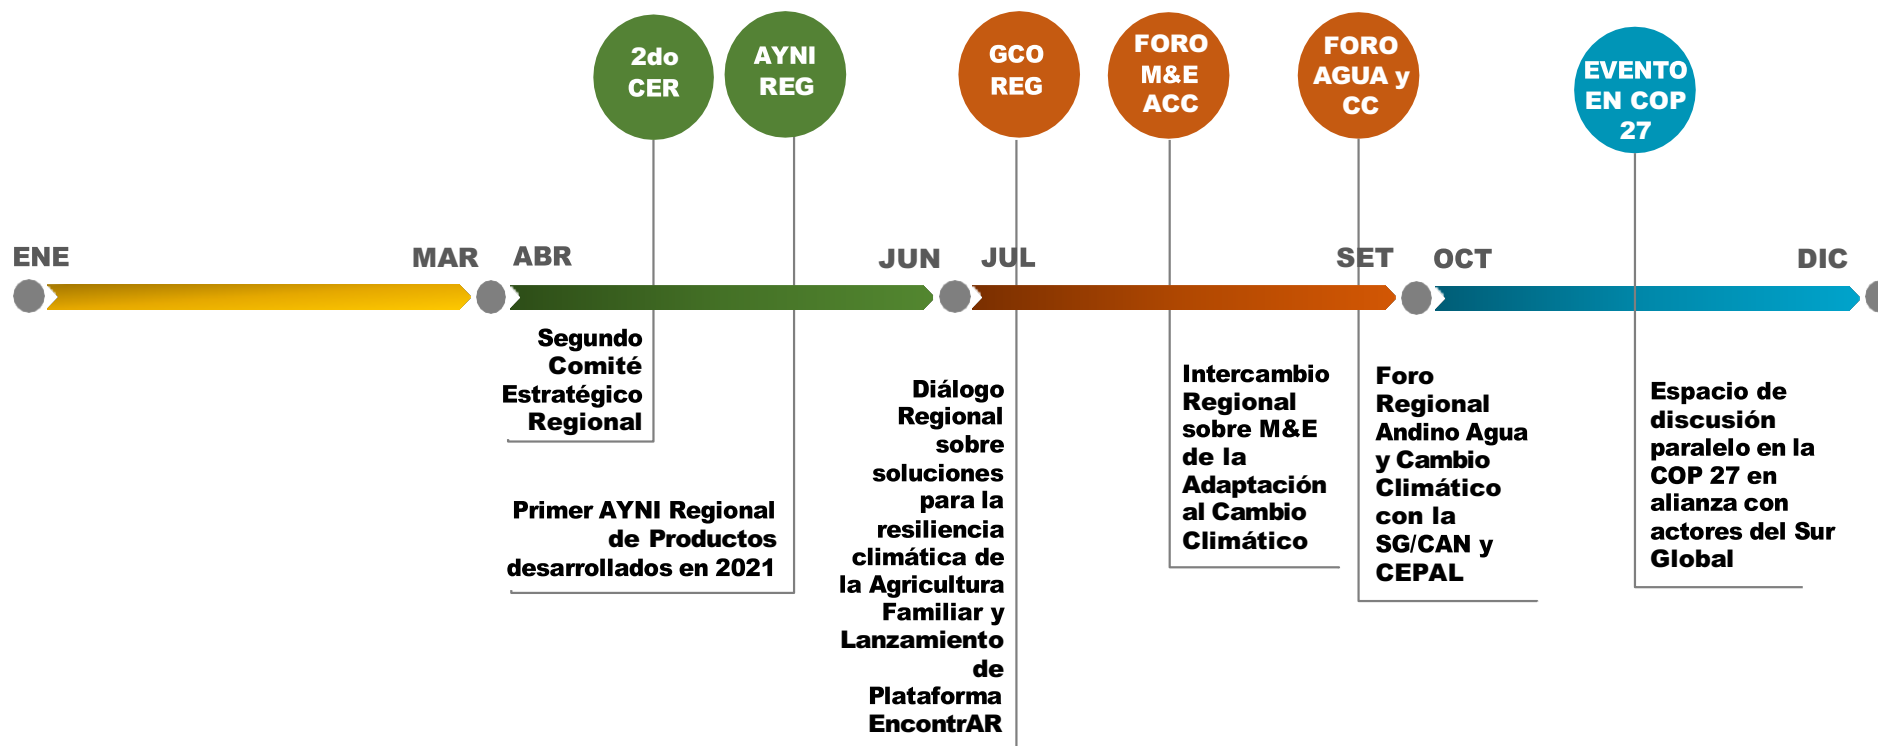 2do
CER
AYNI
REG
GCO
REG
FORO
M&E
ACC
FORO
AGUA y
CC
EVENTO
EN COP
27
ENE
MAR
ABR
JUN
JUL
SET
OCT
DIC
Segundo
Comité
Estratégico
Regional
Primer AYNI Regional
de Productos
desarrollados en 2021
Diálogo
Regional
sobre
soluciones
para la
resiliencia
climática de
la Agricultura
Familiar y
Lanzamiento
de
Plataforma
EncontrAR
Intercambio
Regional
sobre M&E
de la
Adaptación
al Cambio
Climático
Foro
Regional
Andino Agua
y Cambio
Climático
con la
SG/CAN y
CEPAL
Espacio de
discusión
paralelo en la
COP 27 en
alianza con
actores del Sur
Global